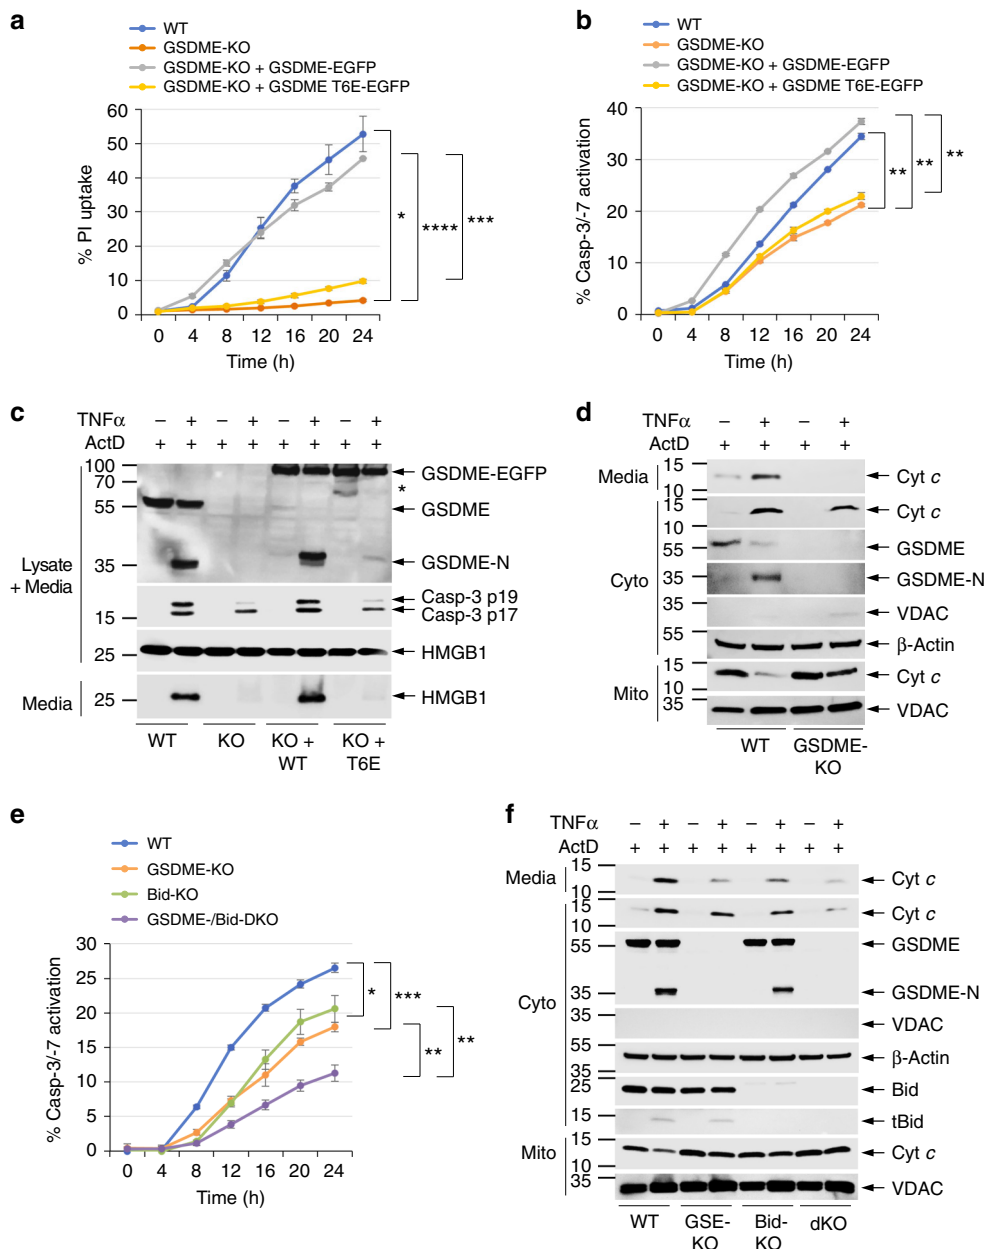 a
WT
GSDME-KO
GSDME-KO + GSDME-EGFP
GSDME-KO + GSDME T6E-EGFP
% PI uptake
60
50
40
30
20
10
0
0 4 8 12 16 20 24
Time (h)
* **** ***
b
WT
GSDME-KO
GSDME-KO + GSDME-EGFP
GSDME-KO + GSDME T6E-EGFP
% Casp-3/-7 activation
40
30
20
10
0
0 4 8 12 16 20 24
Time (h)
** ** **
c
TNFα – + – + – + – +
ActD + + + + + + + +
Lysate + Media
100
70
55
35
GSDME-EGFP
*
GSDME
GSDME-N
15
Casp-3 p19
Casp-3 p17
25
HMGB1
Media
25
HMGB1
WT
KO
KO + WT
KO + T6E
d
TNFα – + – +
ActD + + + +
Media
15
10
Cyt c
Cyto
15
10
Cyt c
55
GSDME
35
GSDME-N
35
VDAC
55
β-Actin
Mito
15
10
Cyt c
35
VDAC
WT
GSDME-KO
e
WT
GSDME-KO
Bid-KO
GSDME-/Bid-DKO
% Casp-3/-7 activation
30
25
20
15
10
5
0
0 4 8 12 16 20 24
Time (h)
* *** ** **
f
TNFα – + – + – + – +
ActD + + + + + + + +
Media
15
10
Cyt c
Cyto
15
10
Cyt c
55
GSDME
35
GSDME-N
35
VDAC
55
β-Actin
25
Bid
15
tBid
Mito
15
10
Cyt c
35
VDAC
WT
GSE-KO
Bid-KO
dKO